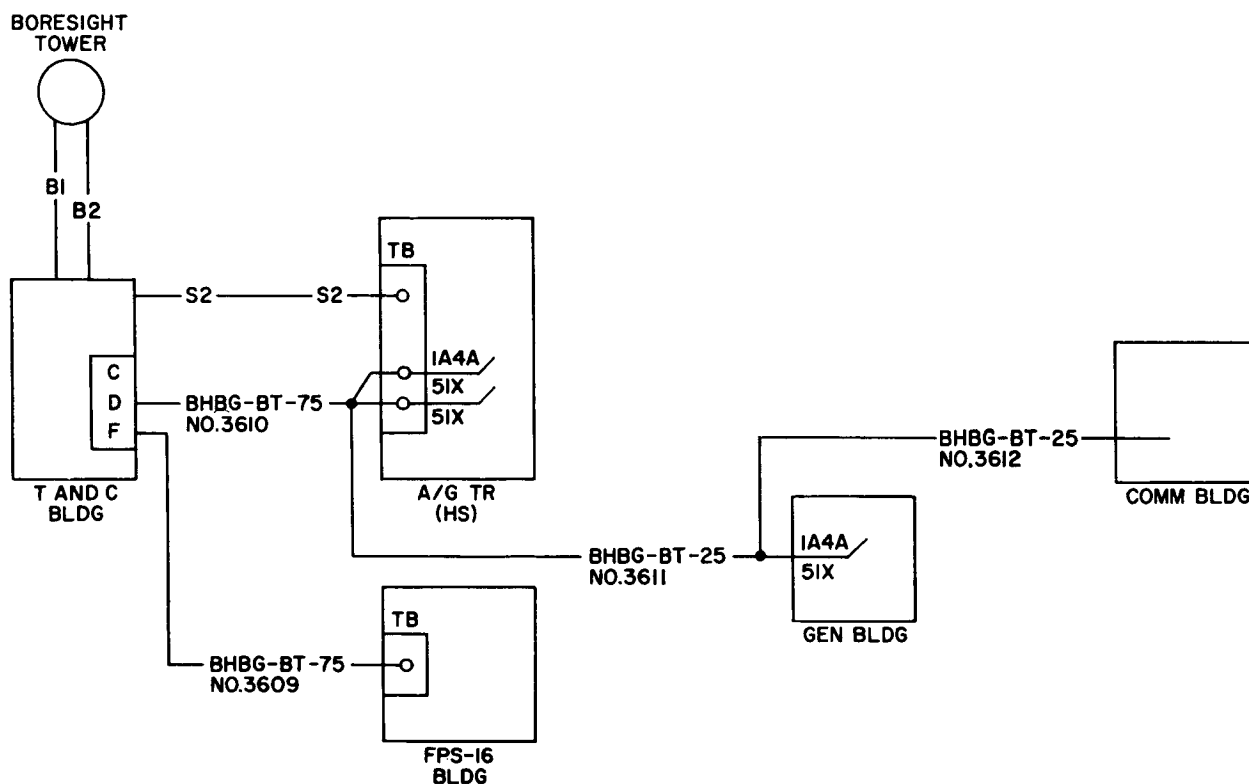 BORESIGHT
TOWER
B1
B2
TB
S2
S2
C
D
F
1A4A
51X
51X
BHBG-BT-75
NO.3610
T AND C
BLDG
A/G TR
(HS)
BHBG-BT-25
NO.3612
COMM BLDG
BHBG-BT-25
NO.3611
1A4A
51X
GEN BLDG
TB
BHBG-BT-75
NO.3609
FPS-16
BLDG